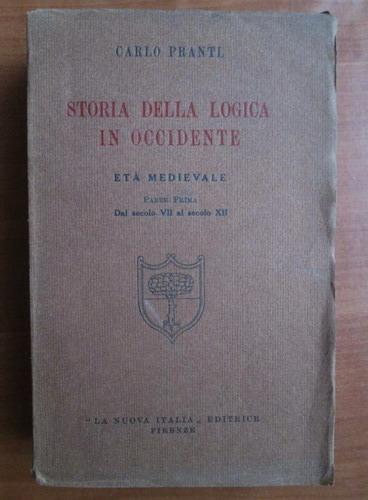 CARLO PRANTL
STORIA DELLA LOGICA
IN OCCIDENTE
ETÀ MEDIEVALE
PARTE PRIMA
Dal secolo VII al secolo XII
"LA NUOVA ITALIA„ EDITRICE
FIRENZE